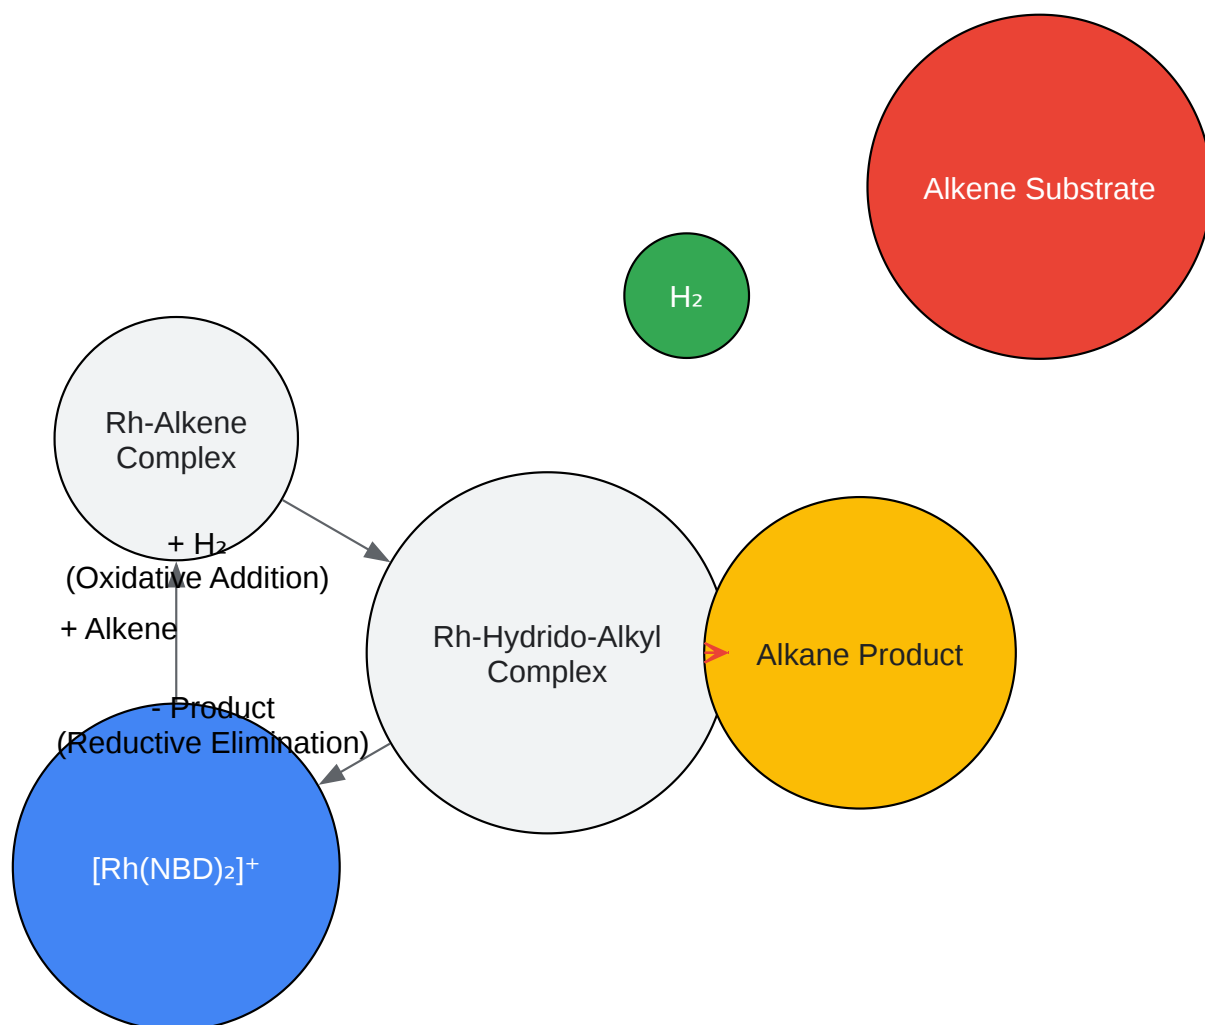 Alkene Substrate
H₂
Rh-Alkene
Complex
+ H₂
(Oxidative Addition)
+ Alkene
Rh-Hydrido-Alkyl
Complex
Alkane Product
- Product
(Reductive Elimination)
[Rh(NBD)₂]⁺